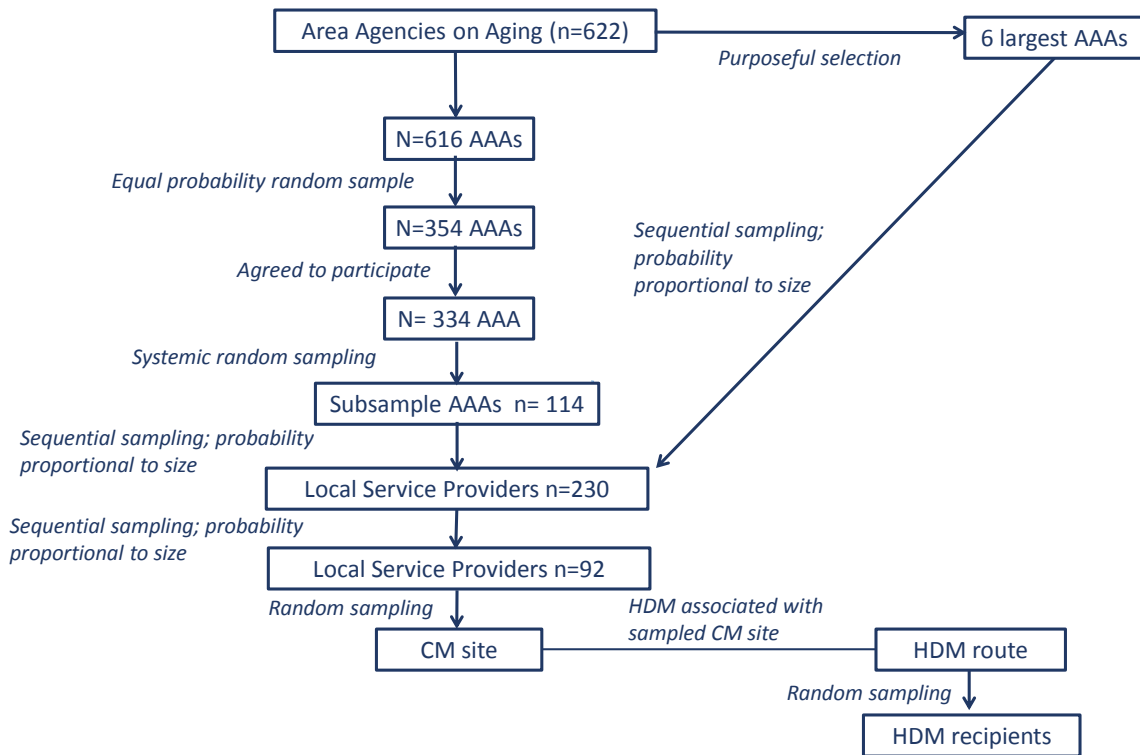 Area Agencies on Aging (n=622)
6 largest AAAs
Purposeful selection
N=616 AAAs
Equal probability random sample
N=354 AAAs
Sequential sampling;
probability
proportional to size
Agreed to participate
N= 334 AAA
Systemic random sampling
Subsample AAAs n= 114
Sequential sampling; probability
proportional to size
Local Service Providers n=230
Sequential sampling; probability
proportional to size
Local Service Providers n=92
Random sampling
HDM associated with
sampled CM site
CM site
HDM route
Random sampling
HDM recipients